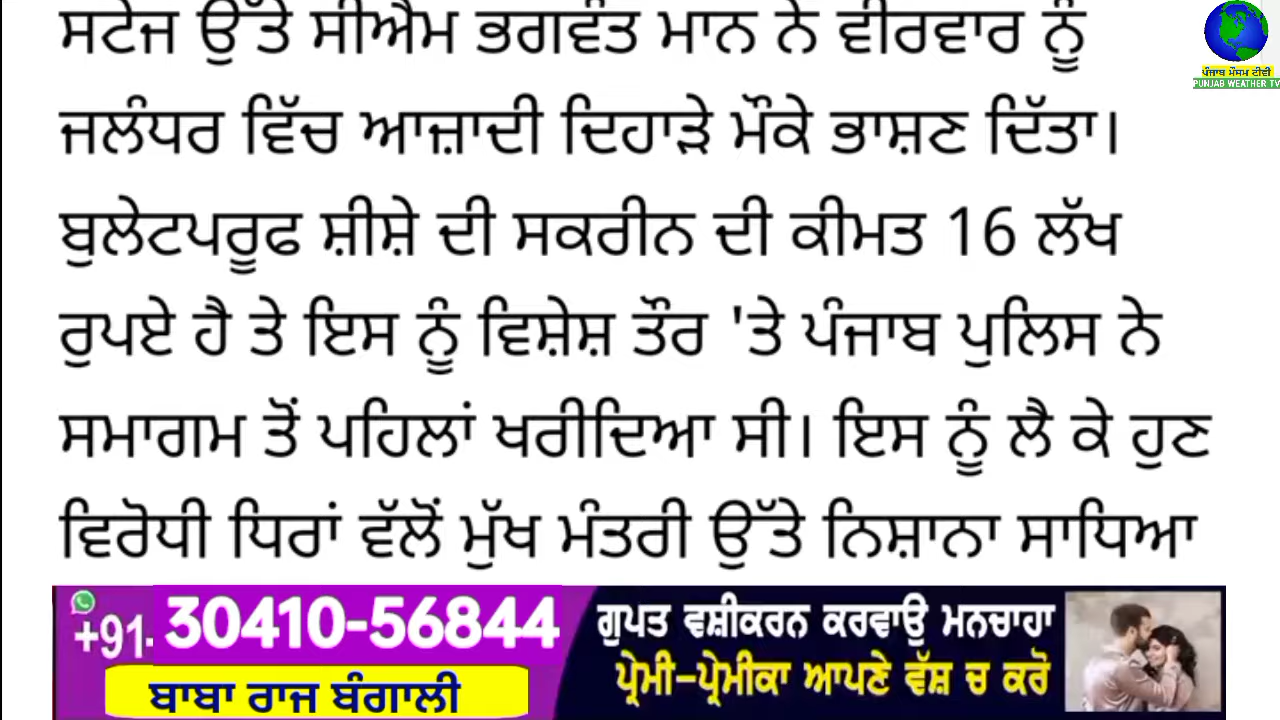 ਸਟੇਜ ਉੱਤੇ ਸੀਐਮ ਭਗਵੰਤ ਮਾਨ ਨੇ ਵੀਰਵਾਰ ਨੂੰ
ਜਲੰਧਰ ਵਿੱਚ ਆਜ਼ਾਦੀ ਦਿਹਾੜੇ ਮੌਕੇ ਭਾਸ਼ਣ ਦਿੱਤਾ।
ਬੁਲੇਟਪਰੂਫ ਸ਼ੀਸ਼ੇ ਦੀ ਸਕਰੀਨ ਦੀ ਕੀਮਤ 16 ਲੱਖ
ਰੁਪਏ ਹੈ ਤੇ ਇਸ ਨੂੰ ਵਿਸ਼ੇਸ਼ ਤੌਰ 'ਤੇ ਪੰਜਾਬ ਪੁਲਿਸ ਨੇ
ਸਮਾਗਮ ਤੋਂ ਪਹਿਲਾਂ ਖਰੀਦਿਆ ਸੀ। ਇਸ ਨੂੰ ਲੈ ਕੇ ਹੁਣ
ਵਿਰੋਧੀ ਧਿਰਾਂ ਵੱਲੋਂ ਮੁੱਖ ਮੰਤਰੀ ਉੱਤੇ ਨਿਸ਼ਾਨਾ ਸਾਧਿਆ
ਪੰਜਾਬ ਮੌਸਮ ਟੀਵੀ
PUNJAB WEATHER TV
+91. 30410-56844
ਬਾਬਾ ਰਾਜ ਬੰਗਾਲੀ
ਗੁਪਤ ਵਸ਼ੀਕਰਨ ਕਰਵਾਉ ਮਨਚਾਹਾ
ਪ੍ਰੇਮੀ-ਪ੍ਰੇਮੀਕਾ ਆਪਣੇ ਵੱਸ਼ ਚ ਕਰੋ